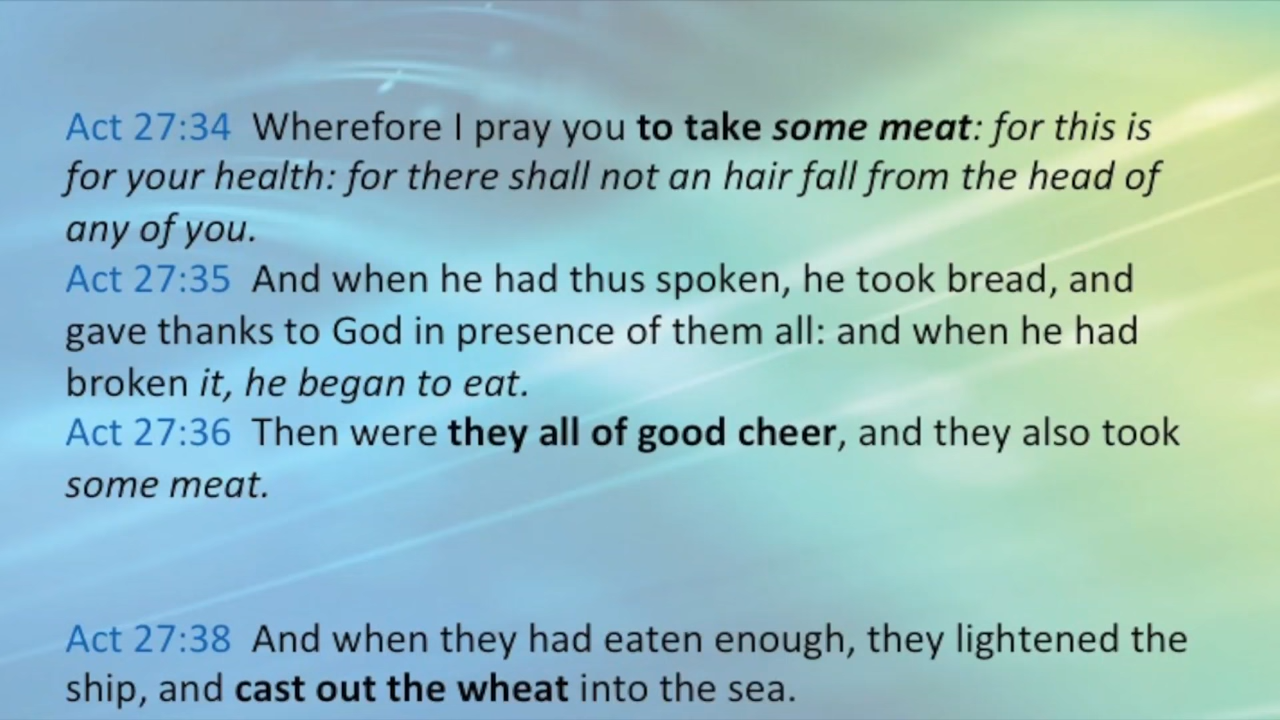 Act 27:34 Wherefore I pray you to take some meat: for this is
for your health: for there shall not an hair fall from the head of
any of you.
Act 27:35 And when he had thus spoken, he took bread, and
gave thanks to God in presence of them all: and when he had
broken it, he began to eat.
Act 27:36 Then were they all of good cheer, and they also took
some meat.
Act 27:38 And when they had eaten enough, they lightened the
ship, and cast out the wheat into the sea.